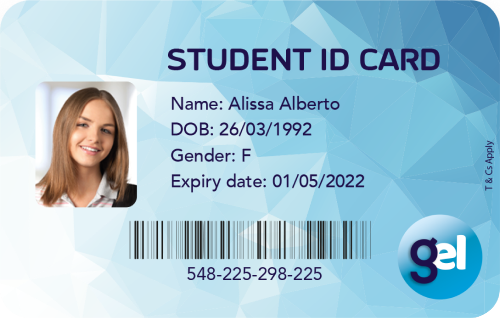 STUDENT ID CARD
Name: Alissa Alberto
DOB: 26/03/1992
Gender: F
Expiry date: 01/05/2022
T & Cs Apply
548-225-298-225
gel